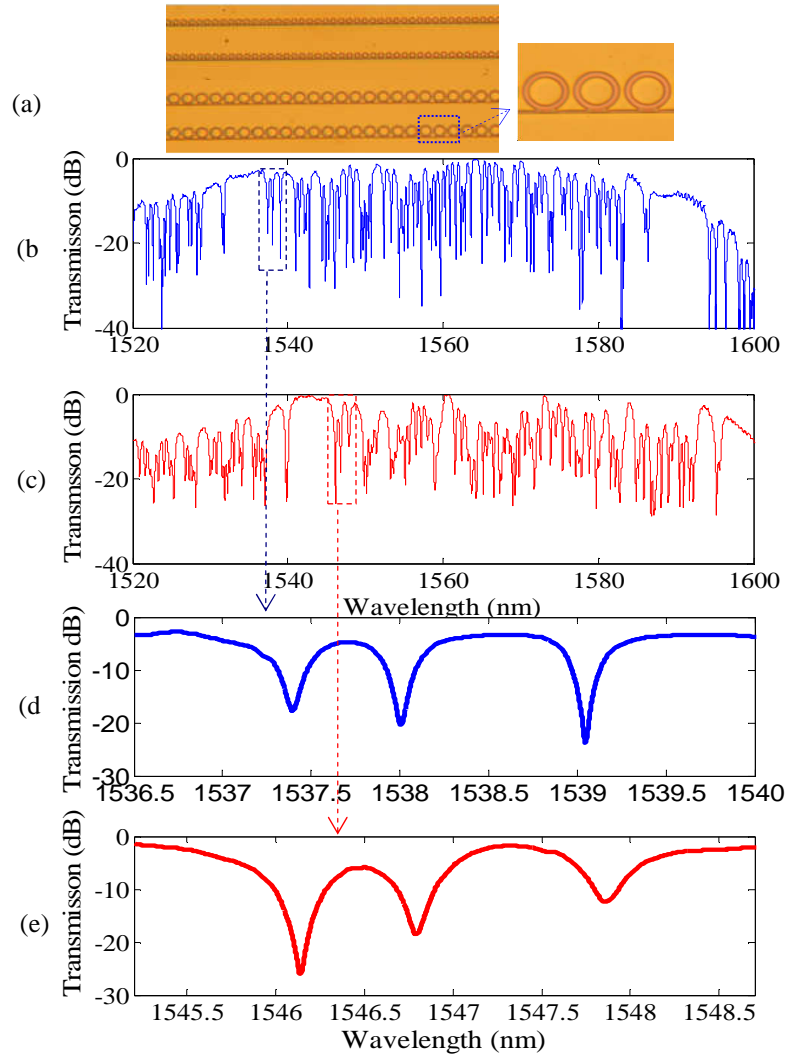 (a)
(b
Transmisson (dB)
0
-20
-40
1520 1540 1560 1580 1600
(c)
Transmsson (dB)
0
-20
-40
1520 1540 1560 1580 1600
Wavelength (nm)
(d
Transmission dB)
0
-10
-20
-30
1536.5 1537 1537.5 1538 1538.5 1539 1539.5 1540
(e)
Transmisson (dB)
0
-10
-20
-30
1545.5 1546 1546.5 1547 1547.5 1548 1548.5
Wavelength (nm)